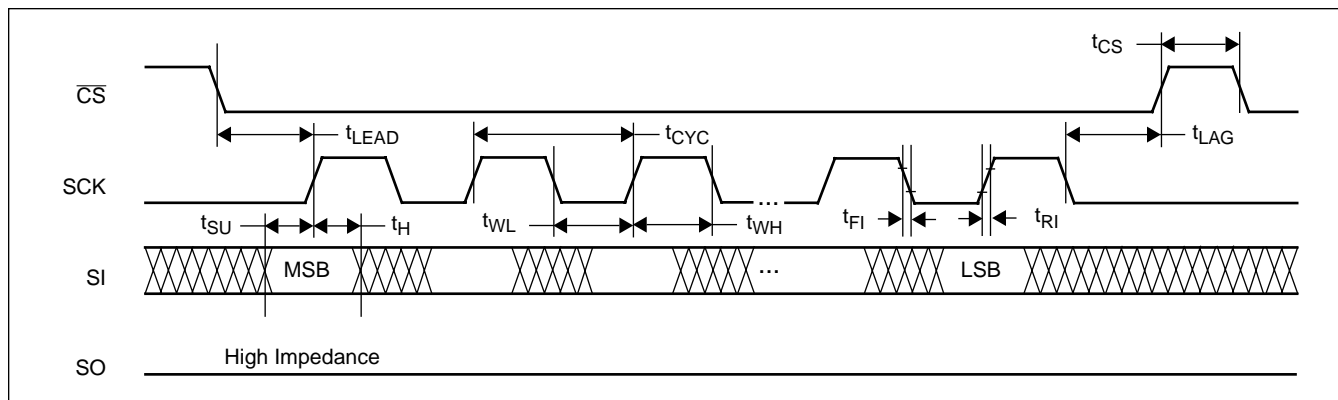 tCS
CS
tLEAD
tCYC
tLAG
SCK
...
tSU
tH
tWL
tWH
tFI
tRI
SI
MSB
...
LSB
High Impedance
SO